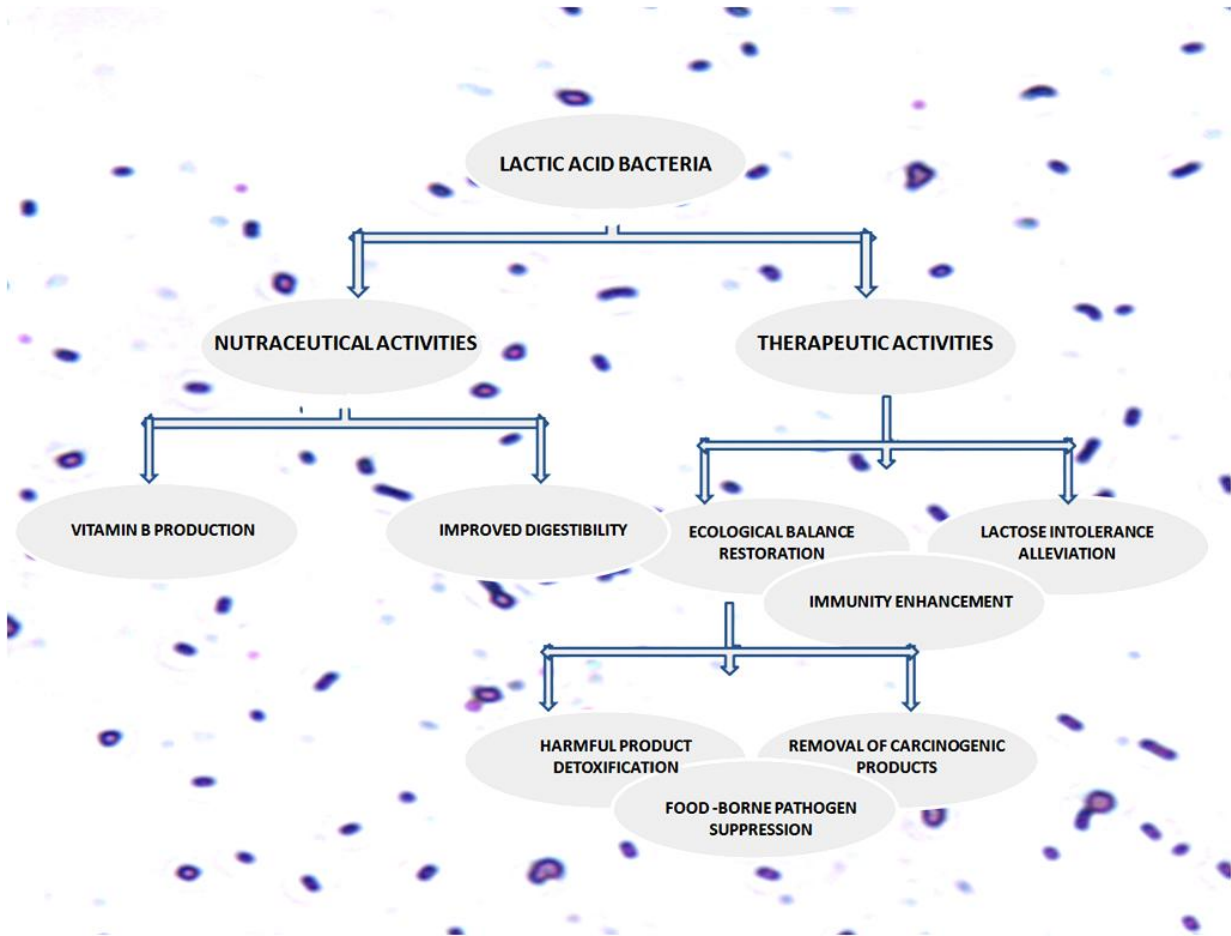 LACTIC ACID BACTERIA
NUTRACEUTICAL ACTIVITIES
THERAPEUTIC ACTIVITIES
VITAMIN B PRODUCTION
IMPROVED DIGESTIBILITY
ECOLOGICAL BALANCE
RESTORATION
LACTOSE INTOLERANCE
ALLEVIATION
IMMUNITY ENHANCEMENT
HARMFUL PRODUCT
DETOXIFICATION
REMOVAL OF CARCINOGENIC
PRODUCTS
FOOD -BORNE PATHOGEN
SUPPRESSION